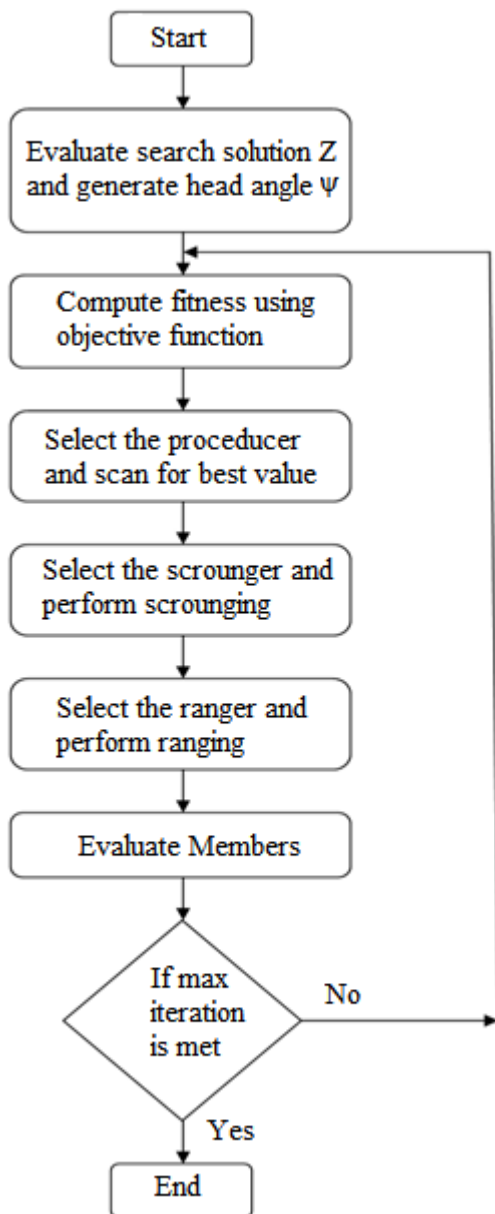 Start
Evaluate search solution Z
and generate head angle Ψ
Compute fitness using
objective function
Select the proceducer
and scan for best value
Select the scrounger and
perform scrounging
Select the ranger and
perform ranging
Evaluate Members
If max
iteration
is met
No
Yes
End